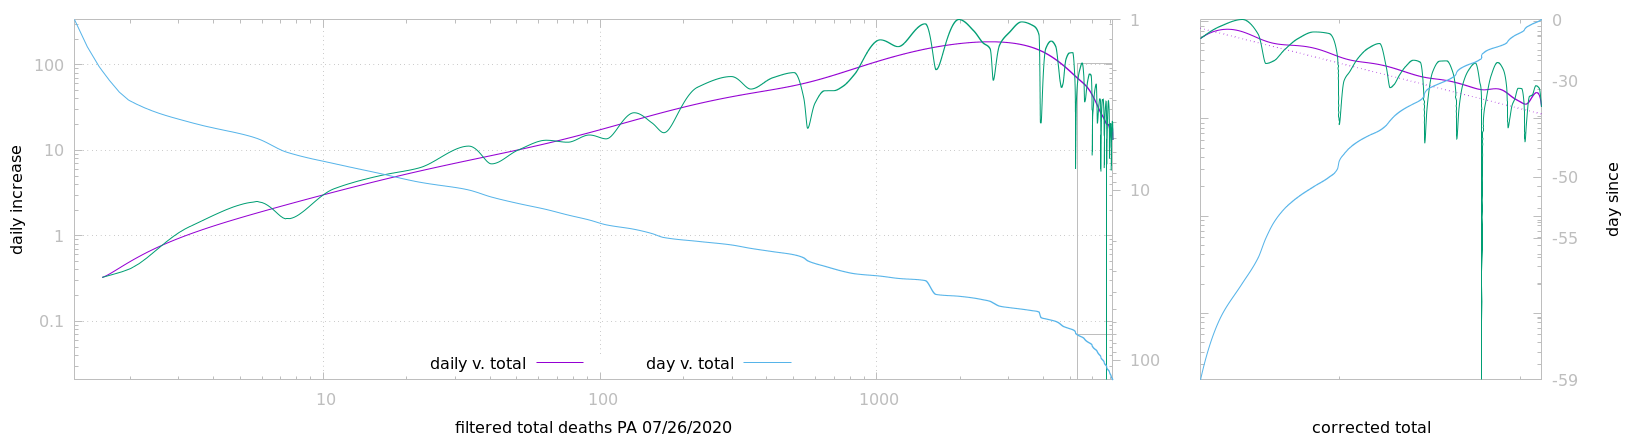 daily increase
100
10
1
0.1
10
100
1000
filtered total deaths PA 07/26/2020
daily v. total
day v. total
1
10
100
0
-30
-50
-55
-59
day since
corrected total